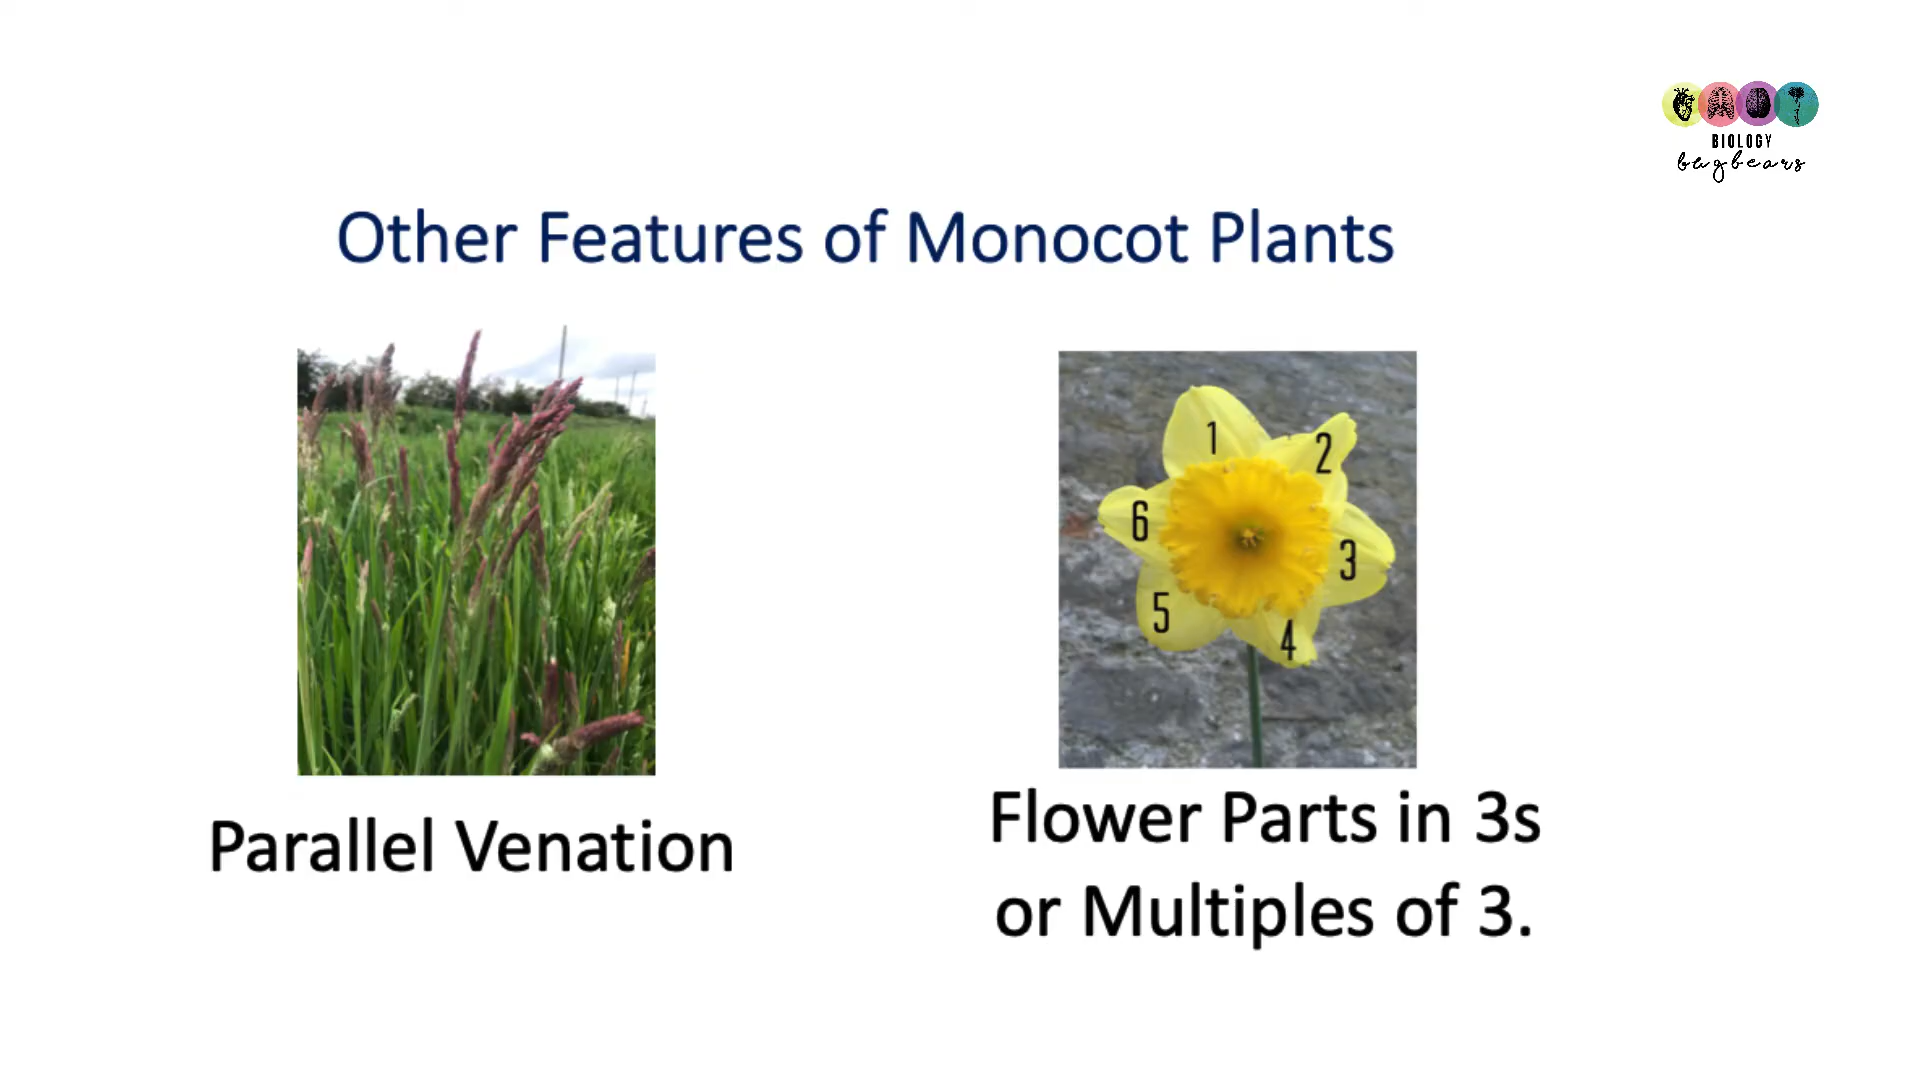 BIOLOGY
bugbears
Other Features of Monocot Plants
1
2
3
4
5
6
Parallel Venation
Flower Parts in 3s
or Multiples of 3.